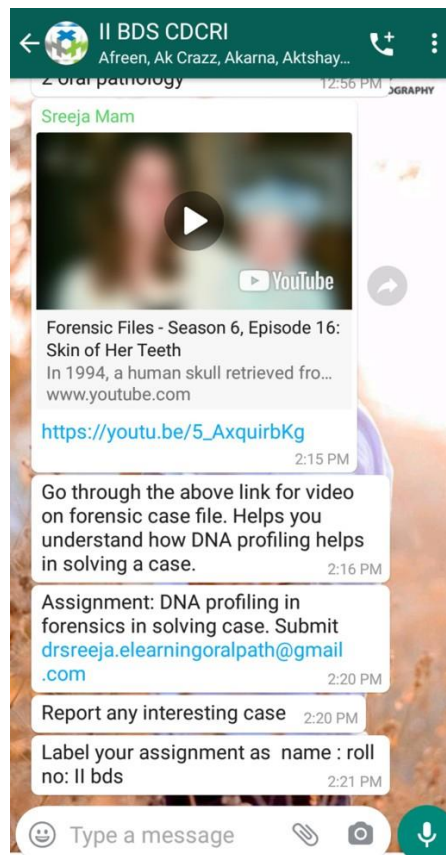 II BDS CDCRI
Afreen, Ak Crazz, Akarna, Aktshay...
2 oral pathology
12:56 PM
OGRAPHY
Sreeja Mam
YouTube
Forensic Files - Season 6, Episode 16:
Skin of Her Teeth
In 1994, a human skull retrieved fro...
www.youtube.com
https://youtu.be/5_AxquirbKg
2:15 PM
Go through the above link for video
on forensic case file. Helps you
understand how DNA profiling helps
in solving a case.
2:16 PM
Assignment: DNA profiling in
forensics in solving case. Submit
drsreeja.elearningoralpath@gmail
.com
2:20 PM
Report any interesting case 2:20 PM
Label your assignment as name : roll
no: II bds
2:21 PM
Type a message